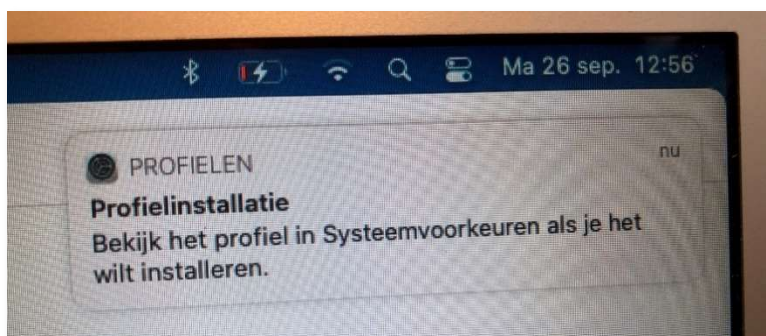 Ma 26 sep. 12:56
PROFIELEN nu
Profielinstallatie
Bekijk het profiel in Systeemvoorkeuren als je het
wilt installeren.